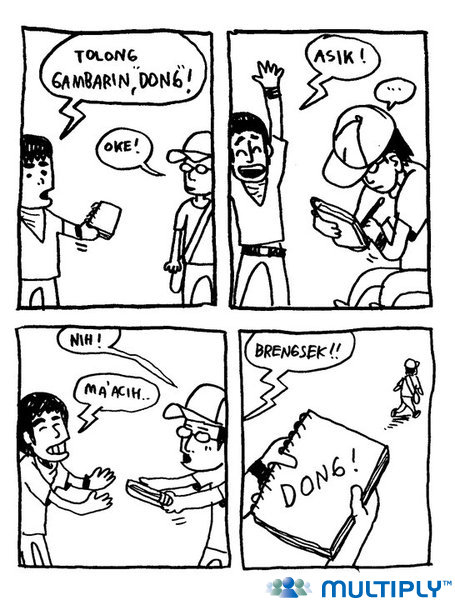 TOLONG
GAMBARIN, "DONG"!
OKE!
ASIK!
...
NIH!
MA'ACIH..
BRENGSEK!!
DONG!
MULTIPLY™